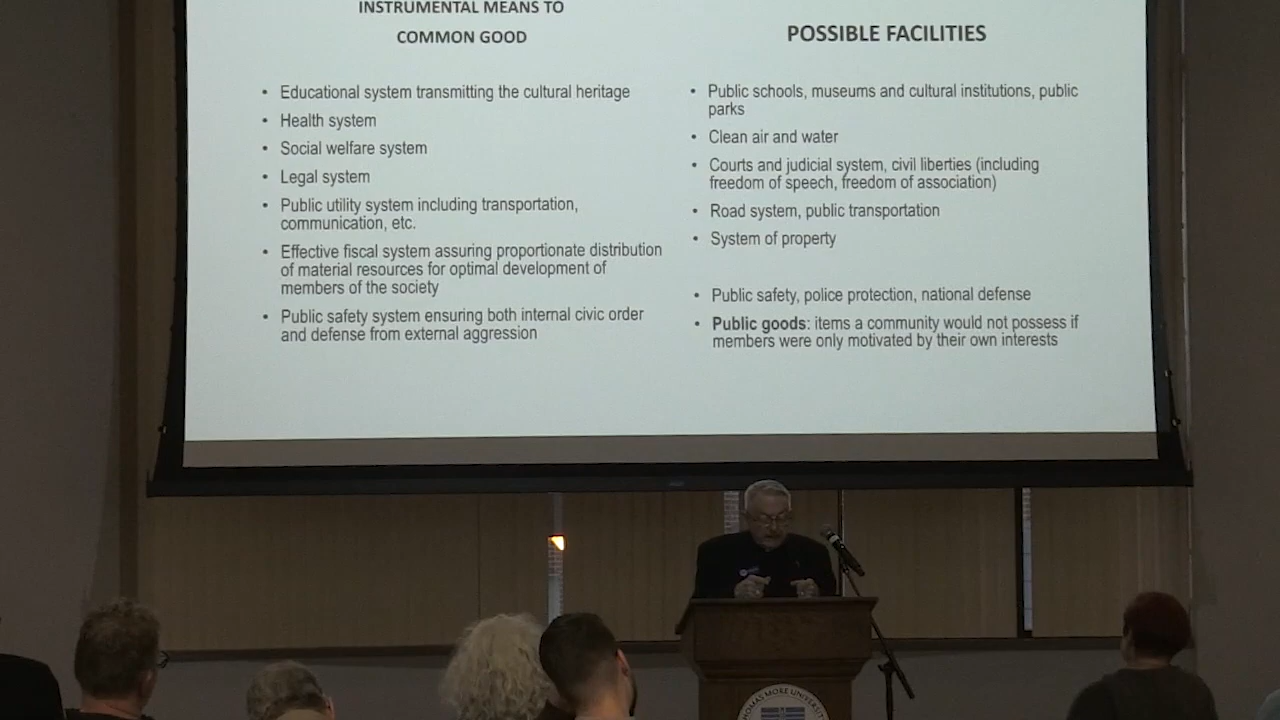 INSTRUMENTAL MEANS TO
COMMON GOOD
• Educational system transmitting the cultural heritage
• Health system
• Social welfare system
• Legal system
• Public utility system including transportation,
communication, etc.
• Effective fiscal system assuring proportionate distribution
of material resources for optimal development of
members of the society
• Public safety system ensuring both internal civic order
and defense from external aggression
POSSIBLE FACILITIES
• Public schools, museums and cultural institutions, public
parks
• Clean air and water
• Courts and judicial system, civil liberties (including
freedom of speech, freedom of association)
• Road system, public transportation
• System of property
• Public safety, police protection, national defense
• Public goods: items a community would not possess if
members were only motivated by their own interests
THOMAS MORE UNIVERSITY